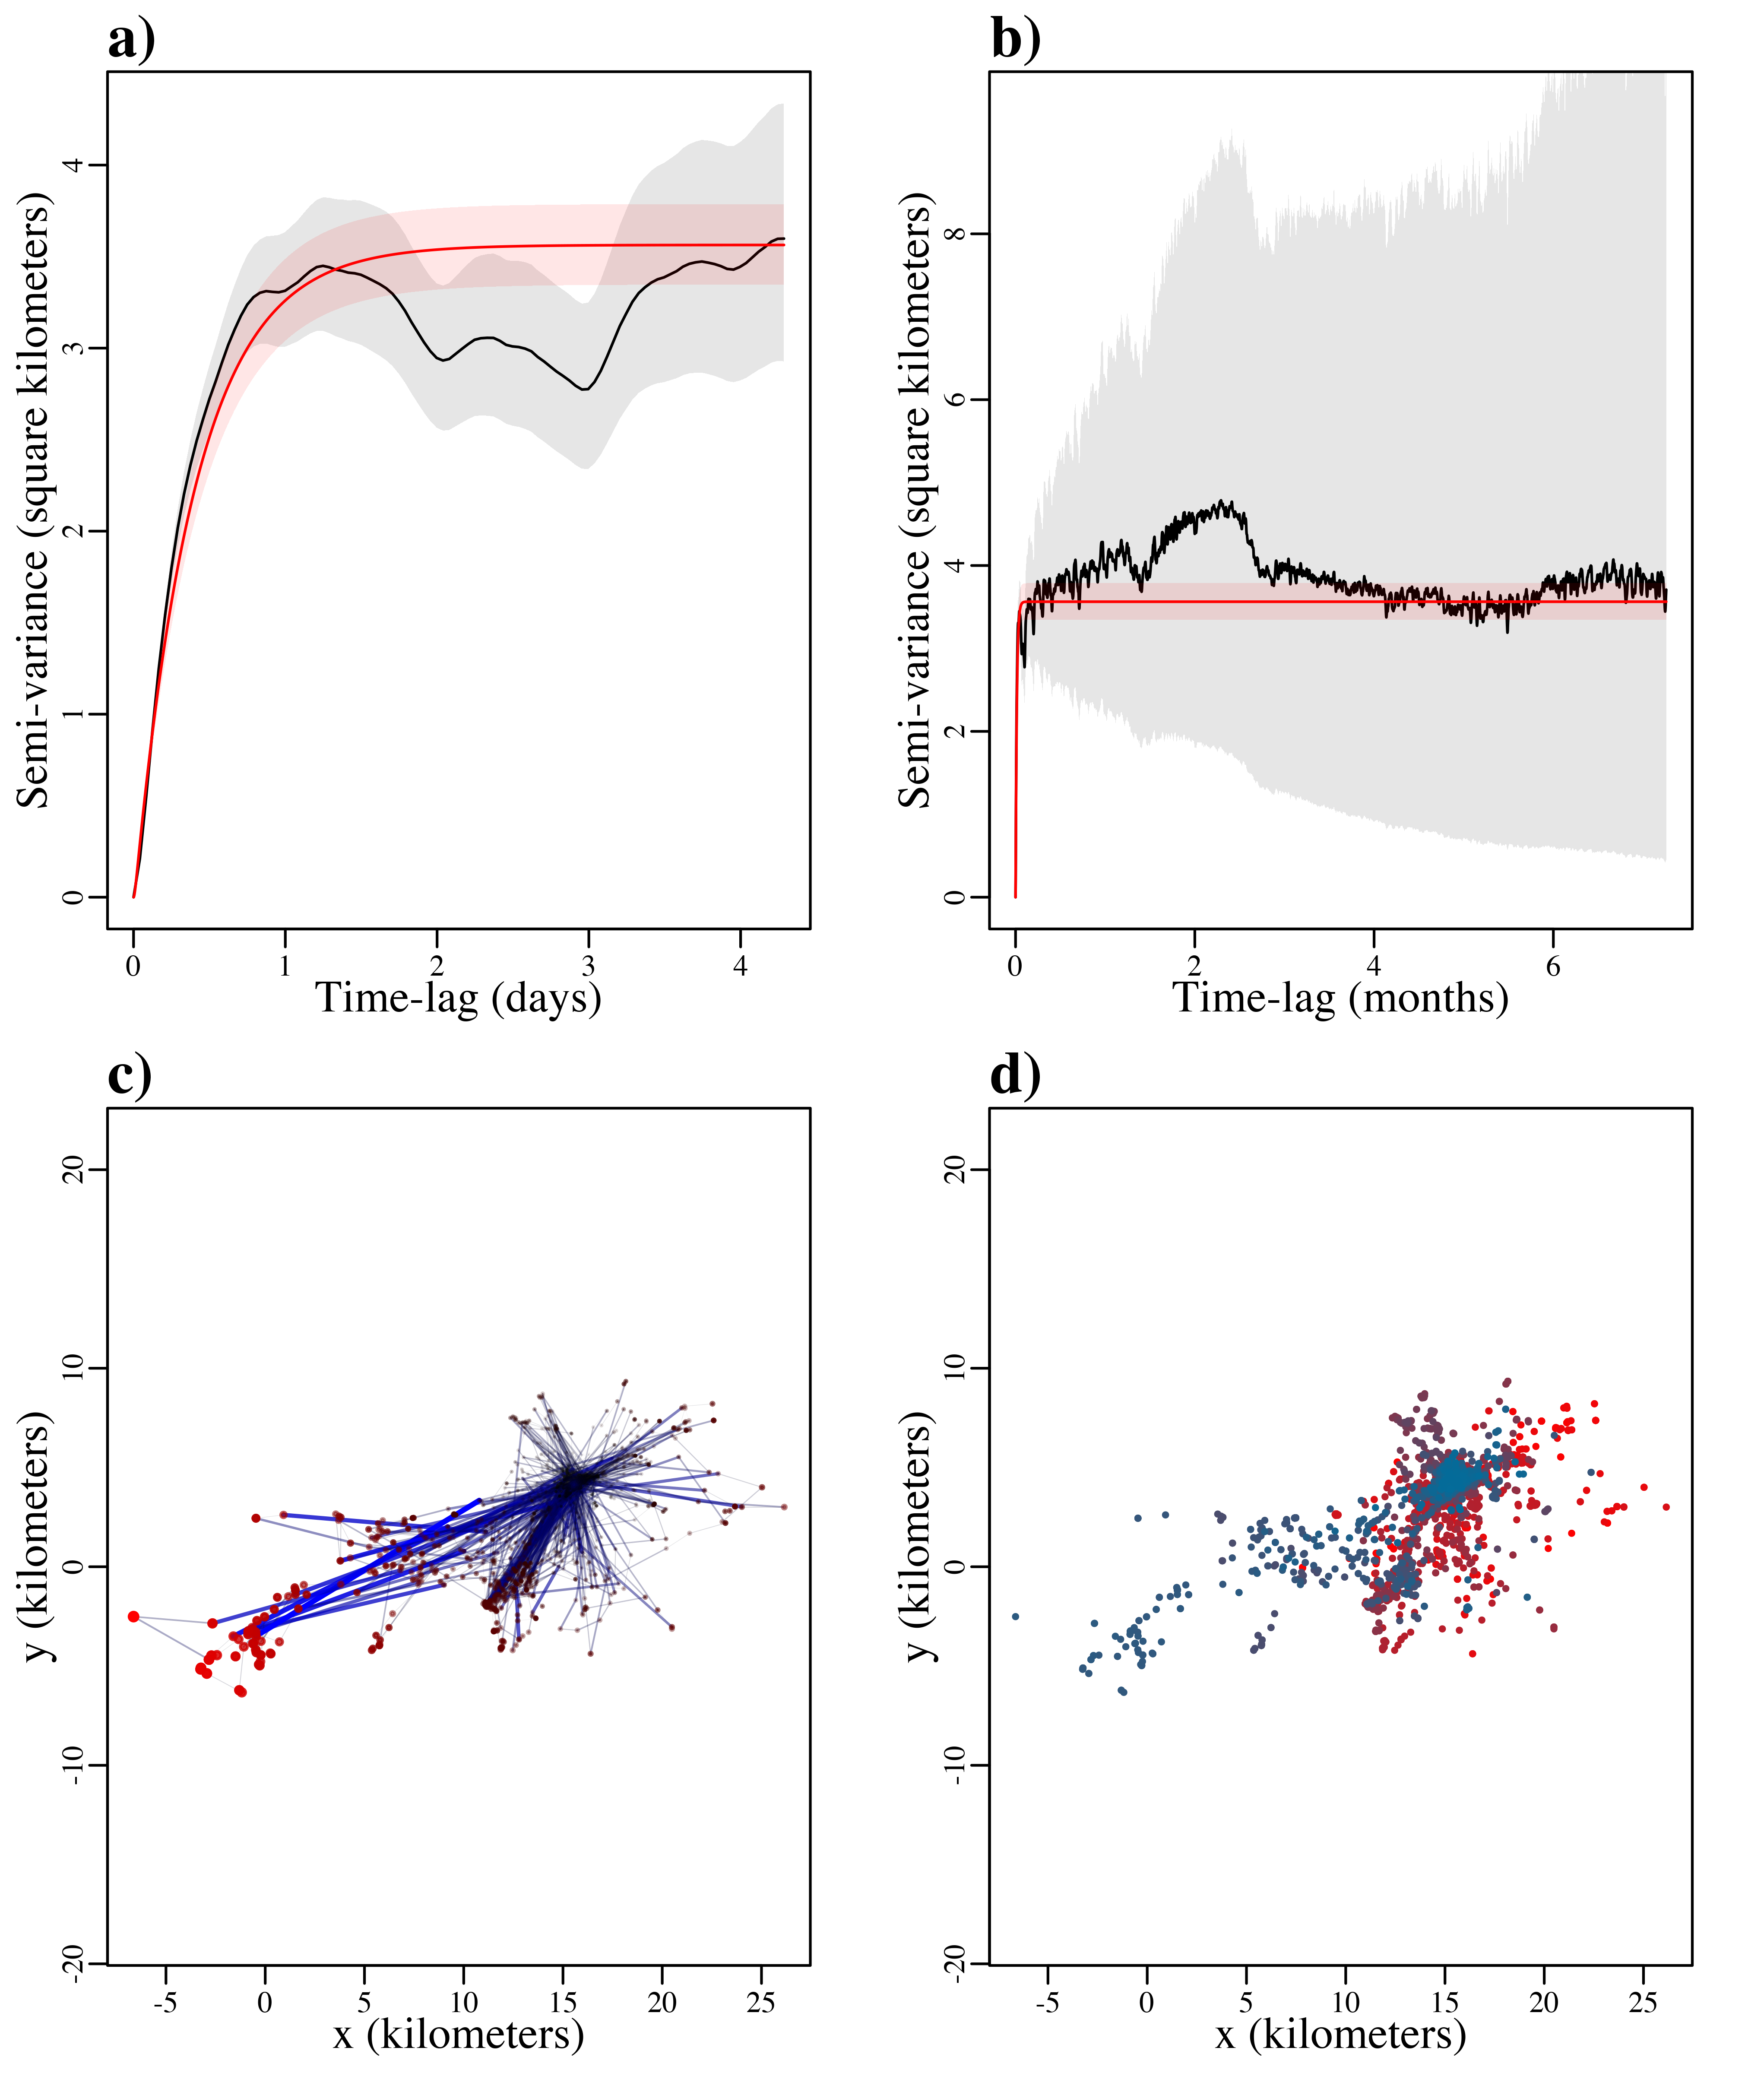 a)
Semi-variance (square kilometers)
4
3
2
1
0
0 1 2 3 4
Time-lag (days)
b)
Semi-variance (square kilometers)
8
6
4
2
0
0 2 4 6
Time-lag (months)
c)
y (kilometers)
20
10
0
-10
-20
-5 0 5 10 15 20 25
x (kilometers)
d)
y (kilometers)
20
10
0
-10
-20
-5 0 5 10 15 20 25
x (kilometers)